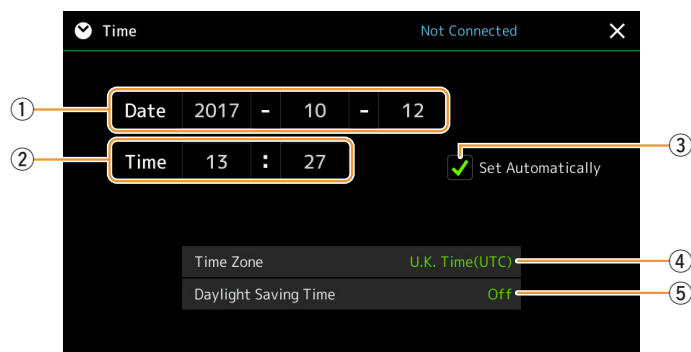 Time Not Connected
① Date 2017 - 10 - 12
② Time 13 : 27
③ Set Automatically
Time Zone U.K. Time(UTC) ④
Daylight Saving Time Off ⑤